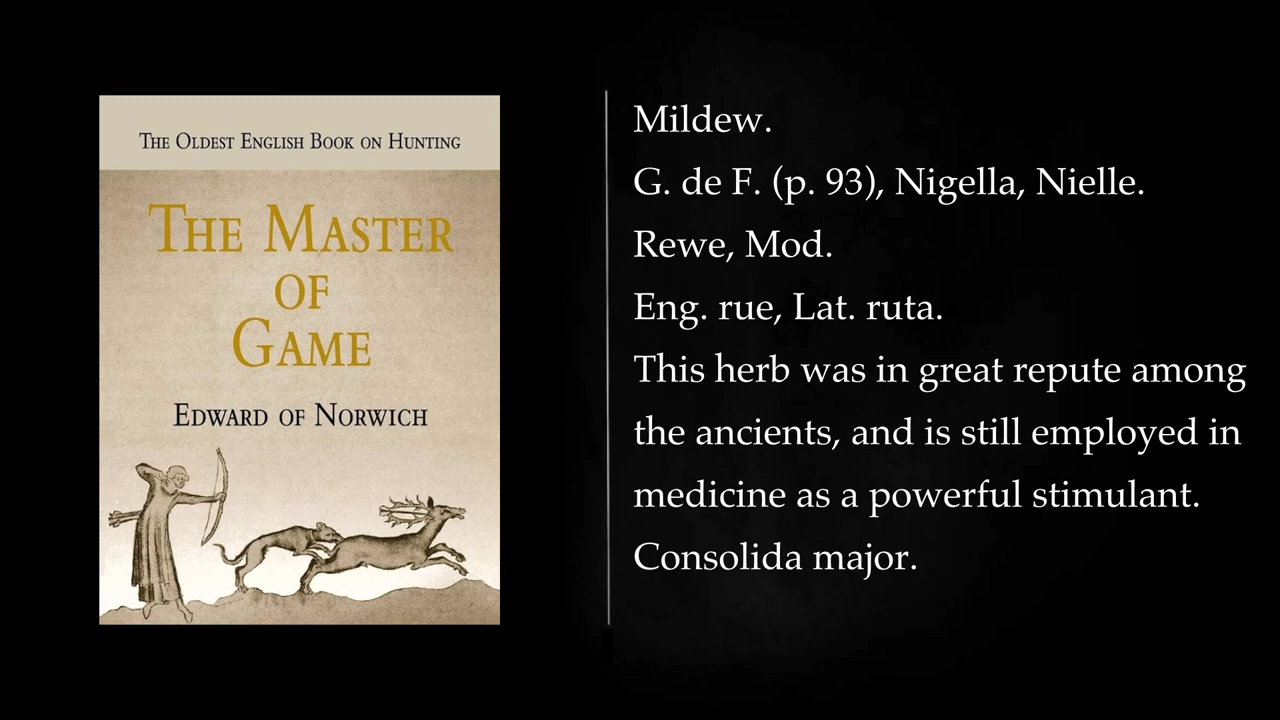 The Oldest English Book on Hunting
The Master
of
Game
Edward of Norwich
Mildew.
G. de F. (p. 93), Nigella, Nielle.
Rewe, Mod.
Eng. rue, Lat. ruta.
This herb was in great repute among
the ancients, and is still employed in
medicine as a powerful stimulant.
Consolida major.